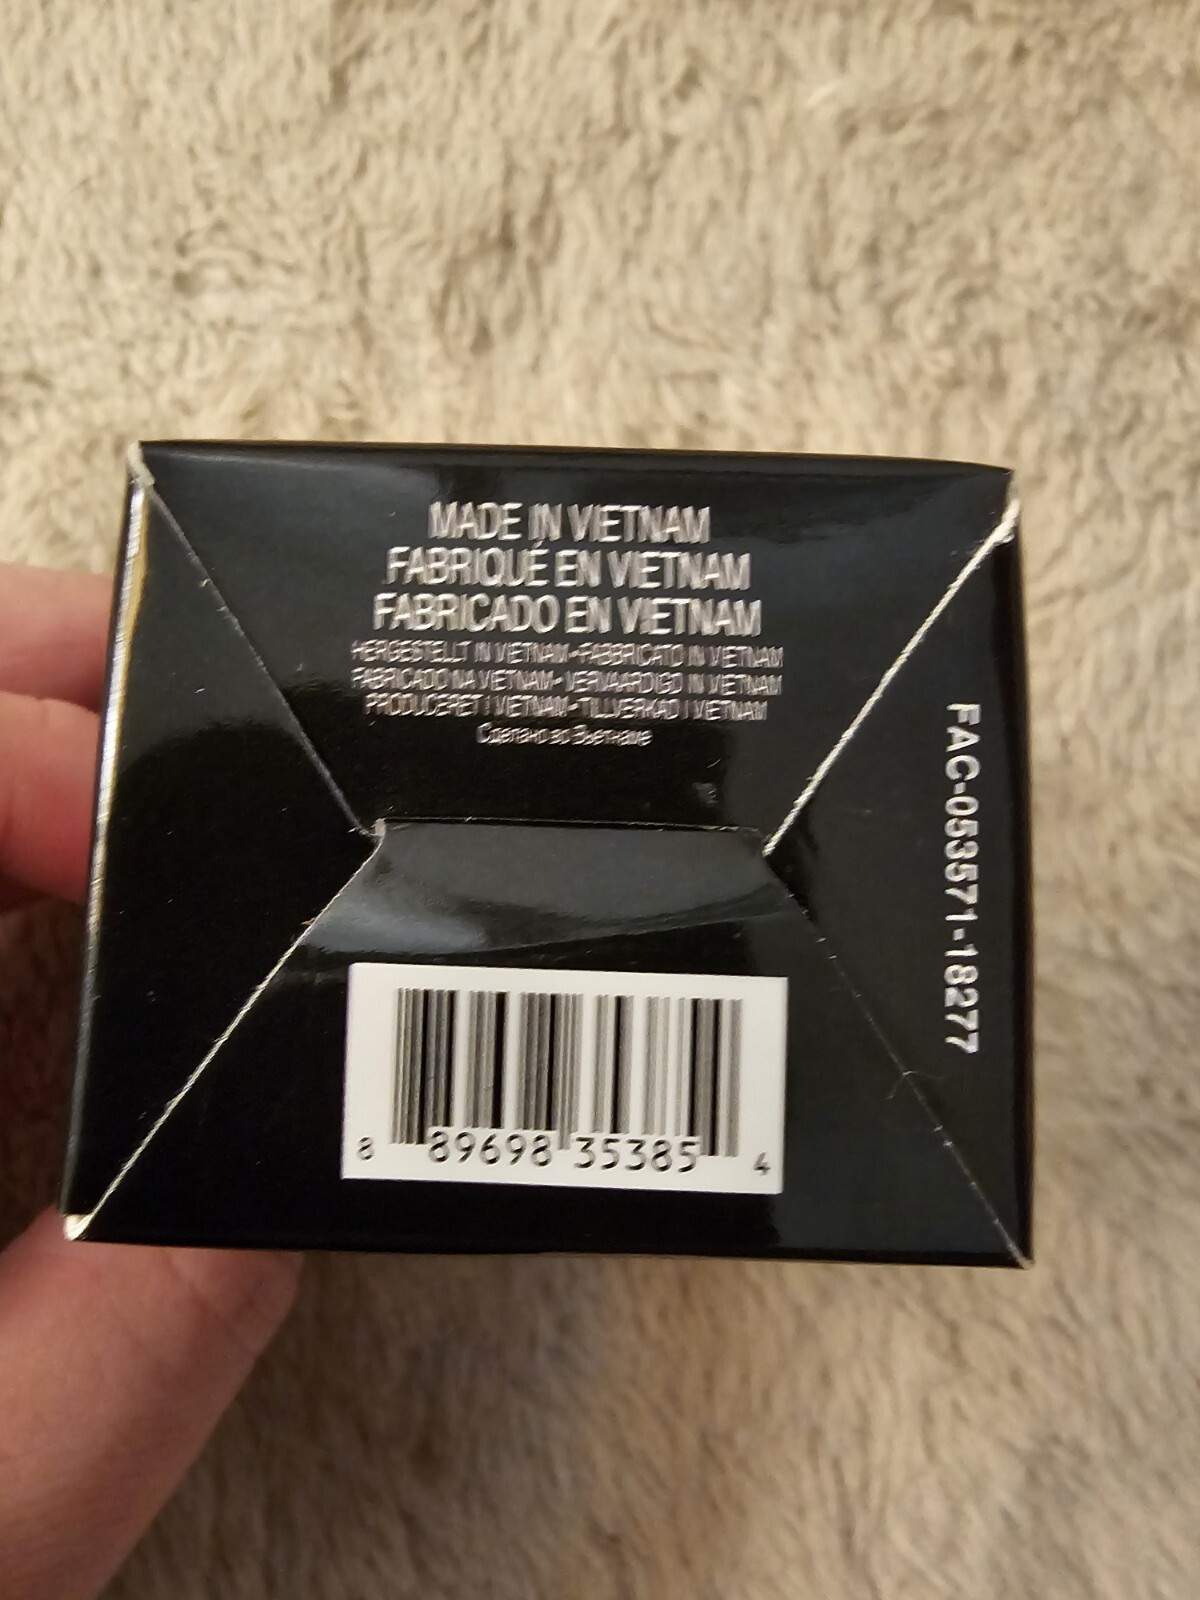 MADE IN VIETNAM
FABRIQUÉ EN VIETNAM
FABRICADO EN VIETNAM
HERGESTELLT IN VIETNAM•FABBRICATO IN VIETNAM
FABRICADO NA VIETNAM• VERVAARDIGD IN VIETNAM
PRODUCERET I VIETNAM•TILLVERKAD I VIETNAM
Сделано во Вьетнаме
FAC-053571-18277
8 89698 35385 4